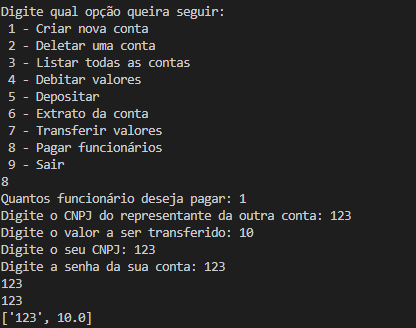 Digite qual opção queira seguir:
1 - Criar nova conta
2 - Deletar uma conta
3 - Listar todas as contas
4 - Debitar valores
5 - Depositar
6 - Extrato da conta
7 - Transferir valores
8 - Pagar funcionários
9 - Sair
8
Quantos funcionário deseja pagar: 1
Digite o CNPJ do representante da outra conta: 123
Digite o valor a ser transferido: 10
Digite o seu CNPJ: 123
Digite a senha da sua conta: 123
123
123
['123', 10.0]